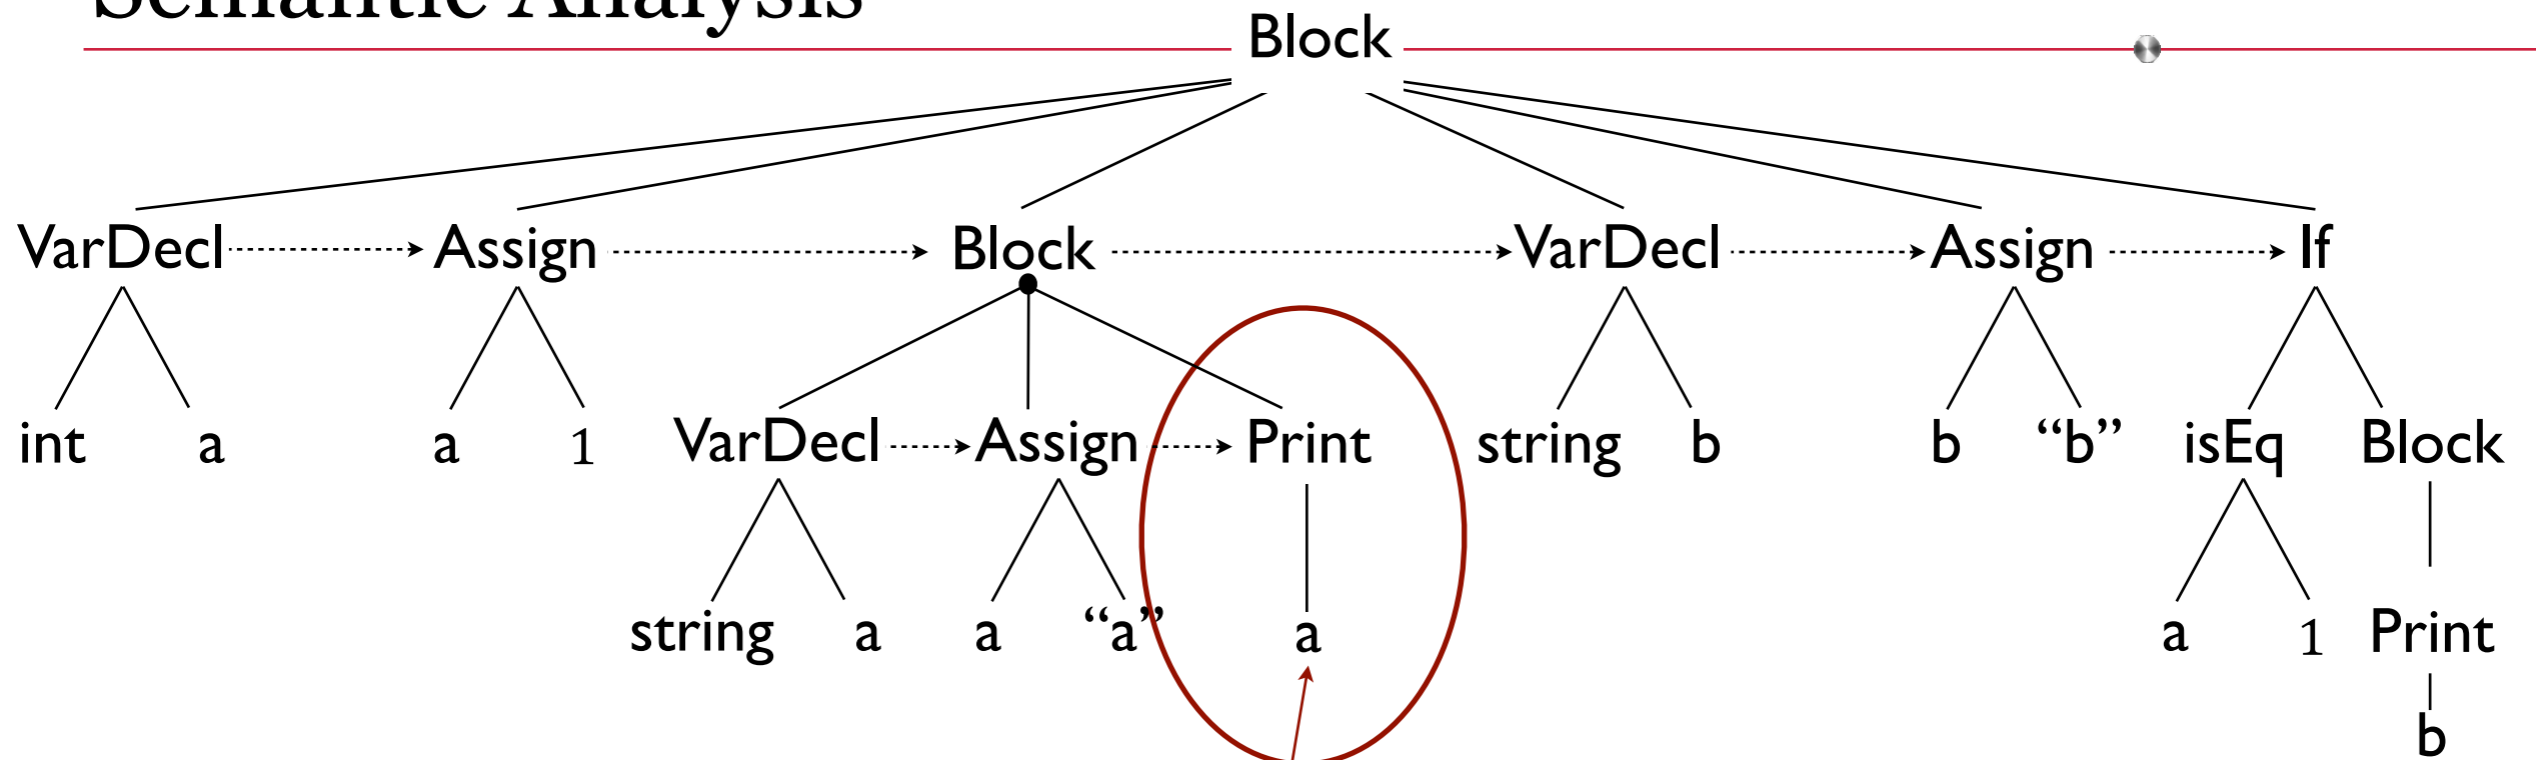 Semantic Analysis
Block
VarDecl Assign Block VarDecl Assign If
int a a 1 VarDecl Assign Print string b b “b” isEq Block
string a a “a” a a 1 Print
b